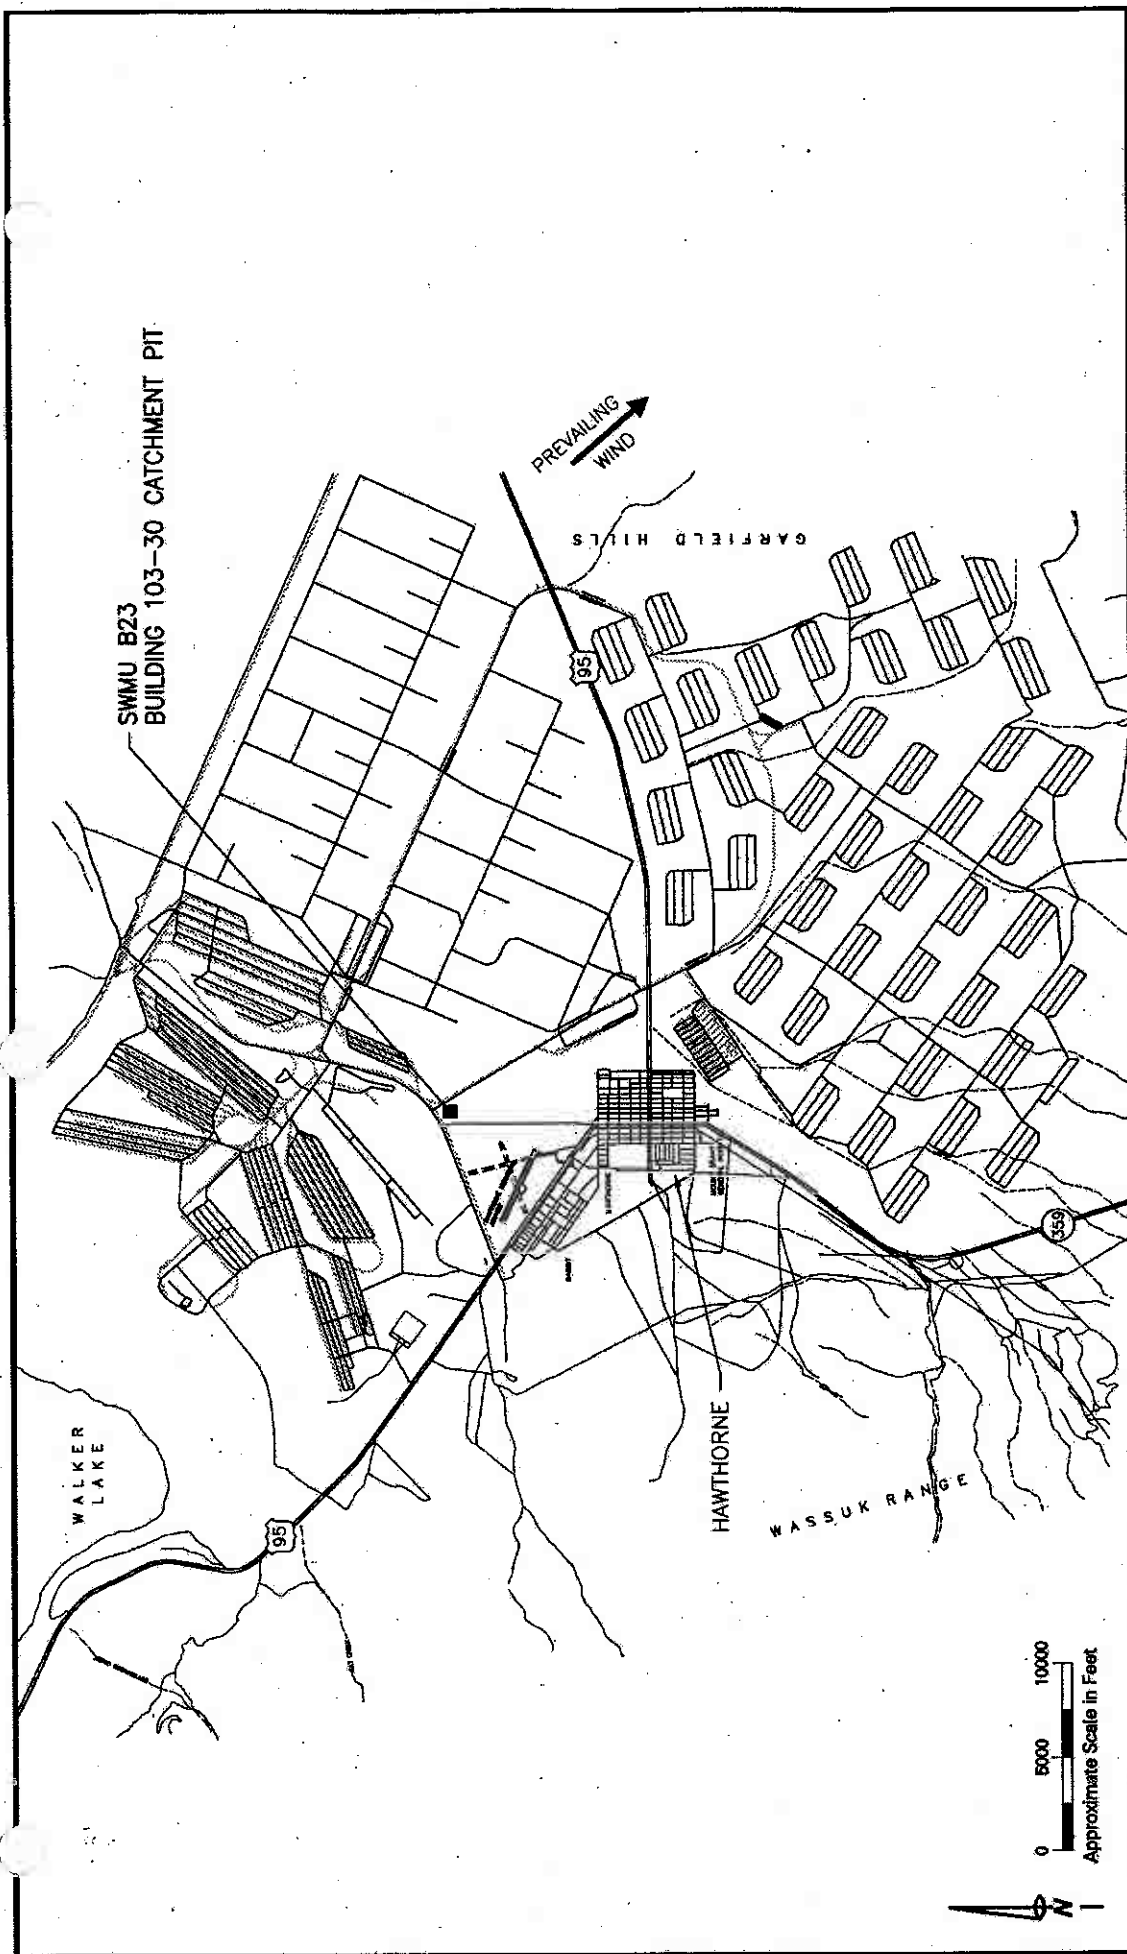 SWMU B23
BUILDING 103-30 CATCHMENT PIT
WALKER
LAKE
PREVAILING
WIND
95
95
GARFIELD HILLS
HAWTHORNE
WASSUK RANGE
359
0 5000 10000
Approximate Scale in Feet
N